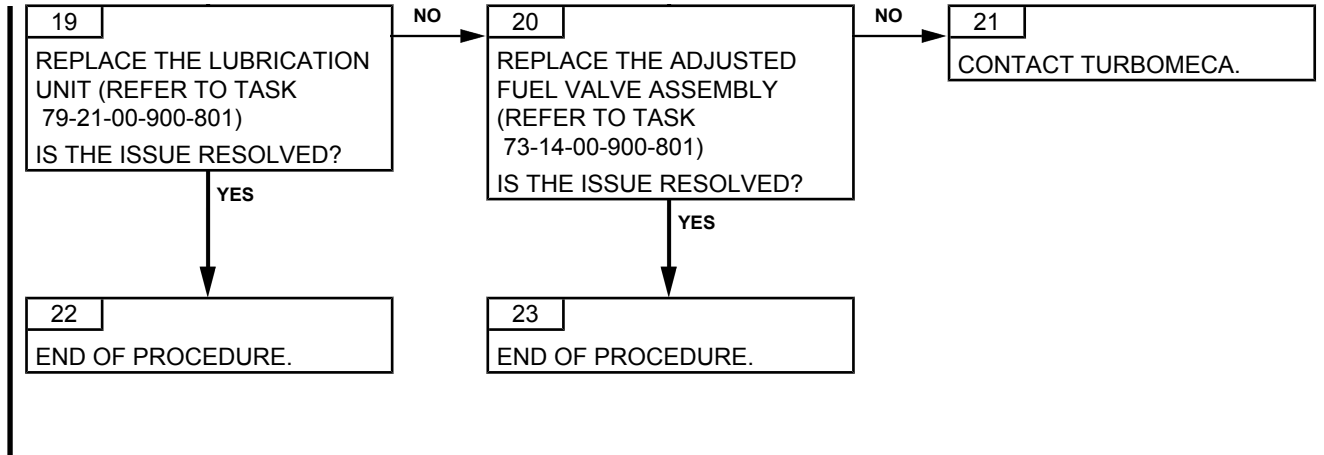 19
REPLACE THE LUBRICATION
UNIT (REFER TO TASK
79-21-00-900-801)
IS THE ISSUE RESOLVED?
NO
YES
20
REPLACE THE ADJUSTED
FUEL VALVE ASSEMBLY
(REFER TO TASK
73-14-00-900-801)
IS THE ISSUE RESOLVED?
NO
YES
21
CONTACT TURBOMECA.
22
END OF PROCEDURE.
23
END OF PROCEDURE.